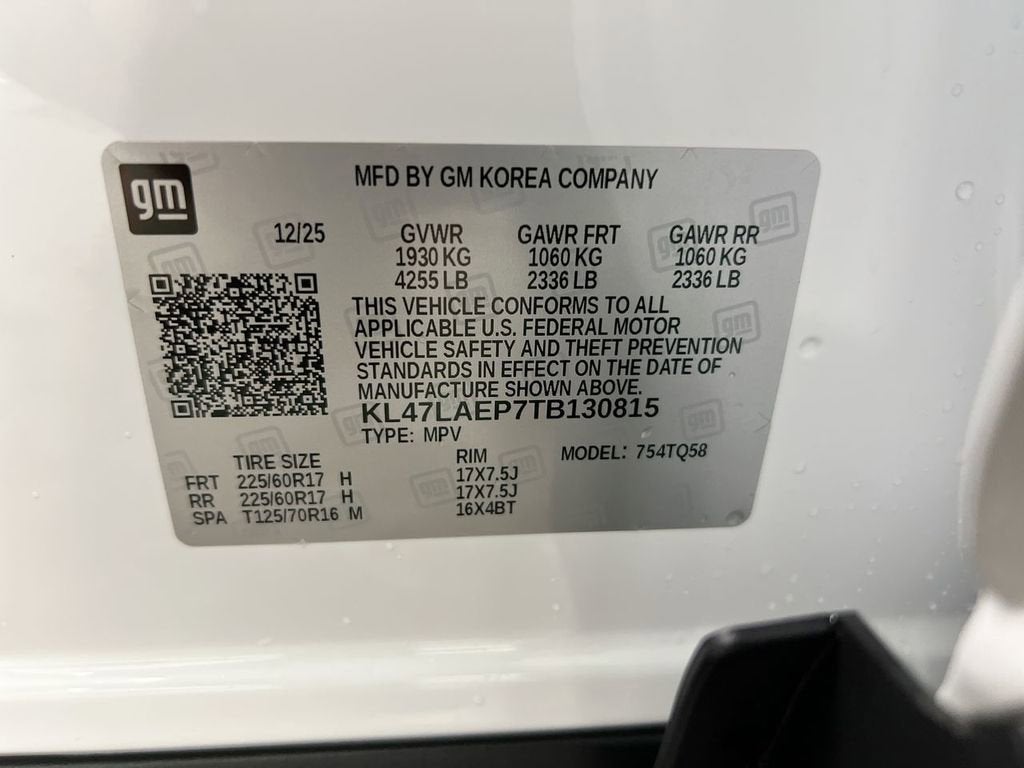 gm
MFD BY GM KOREA COMPANY
12/25 GVWR GAWR FRT GAWR RR
1930 KG 1060 KG 1060 KG
4255 LB 2336 LB 2336 LB
THIS VEHICLE CONFORMS TO ALL
APPLICABLE U.S. FEDERAL MOTOR
VEHICLE SAFETY AND THEFT PREVENTION
STANDARDS IN EFFECT ON THE DATE OF
MANUFACTURE SHOWN ABOVE.
KL47LAEP7TB130815
TYPE: MPV
TIRE SIZE RIM MODEL: 754TQ58
FRT 225/60R17 H 17X7.5J
RR 225/60R17 H 17X7.5J
SPA T125/70R16 M 16X4BT